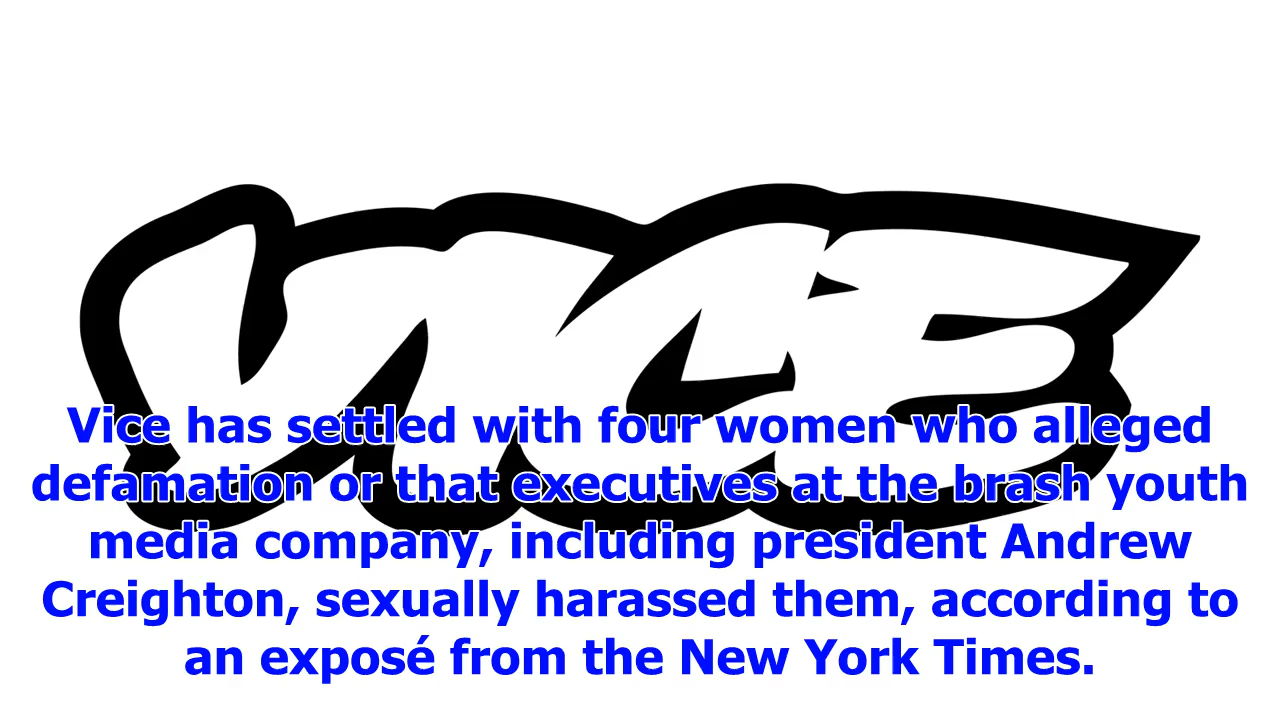 VICE
Vice has settled with four women who alleged
defamation or that executives at the brash youth
media company, including president Andrew
Creighton, sexually harassed them, according to
an exposé from the New York Times.